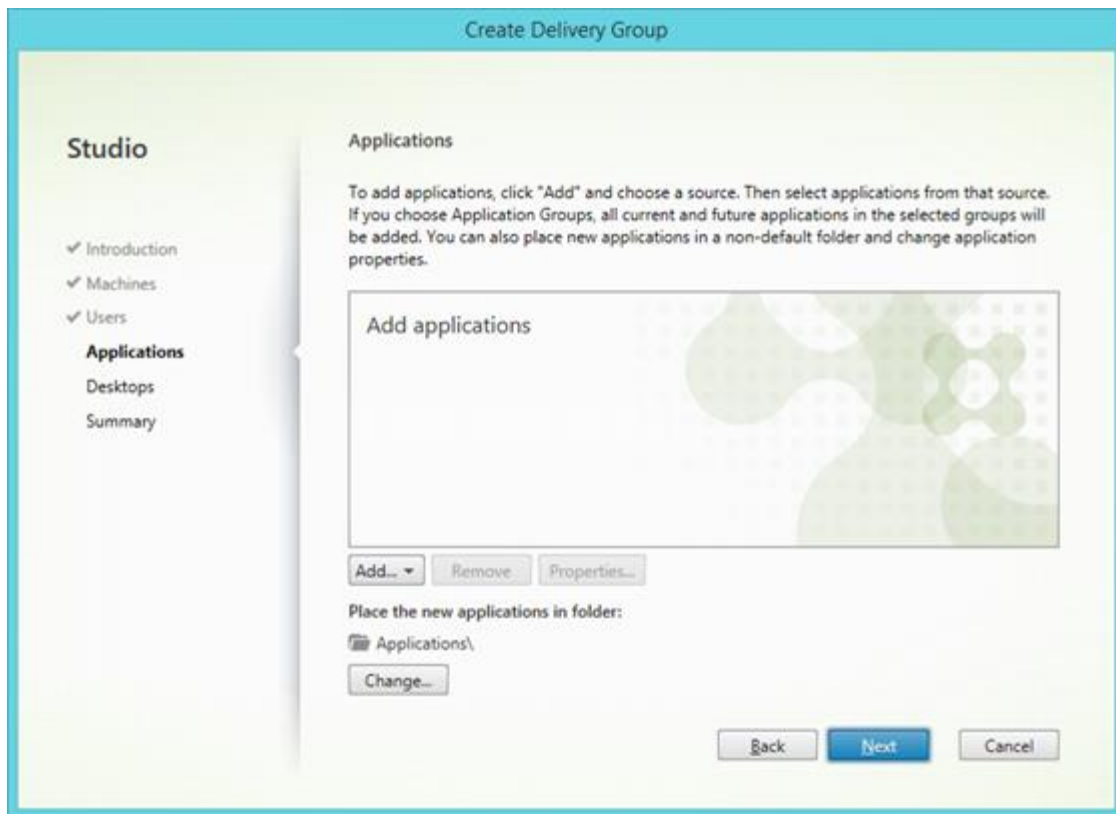 Create Delivery Group
Studio
Introduction
Machines
Users
Applications
Desktops
Summary
Applications
To add applications, click "Add" and choose a source. Then select applications from that source.
If you choose Application Groups, all current and future applications in the selected groups will
be added. You can also place new applications in a non-default folder and change application
properties.
Add applications
Add...
Remove
Properties...
Place the new applications in folder:
Applications\
Change...
Back
Next
Cancel